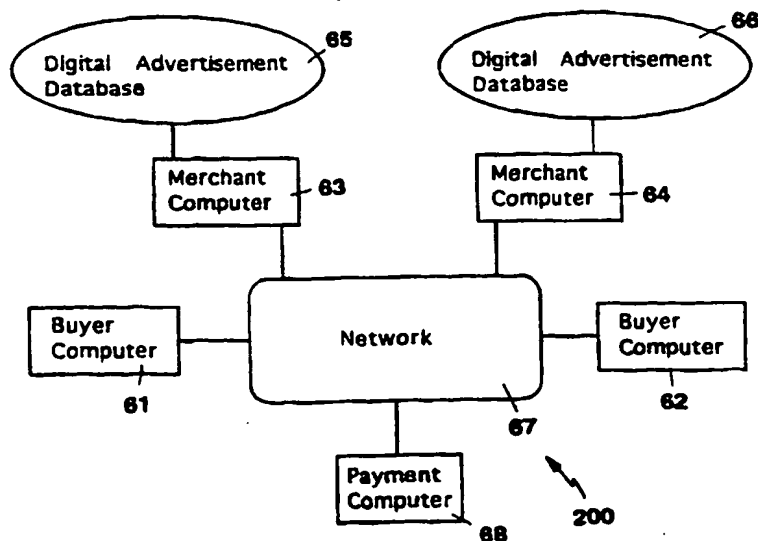 65
Digital Advertisement
Database
66
Digital Advertisement
Database
Merchant
Computer
63
Merchant
Computer
64
Buyer
Computer
61
Network
67
Buyer
Computer
62
Payment
Computer
68
200